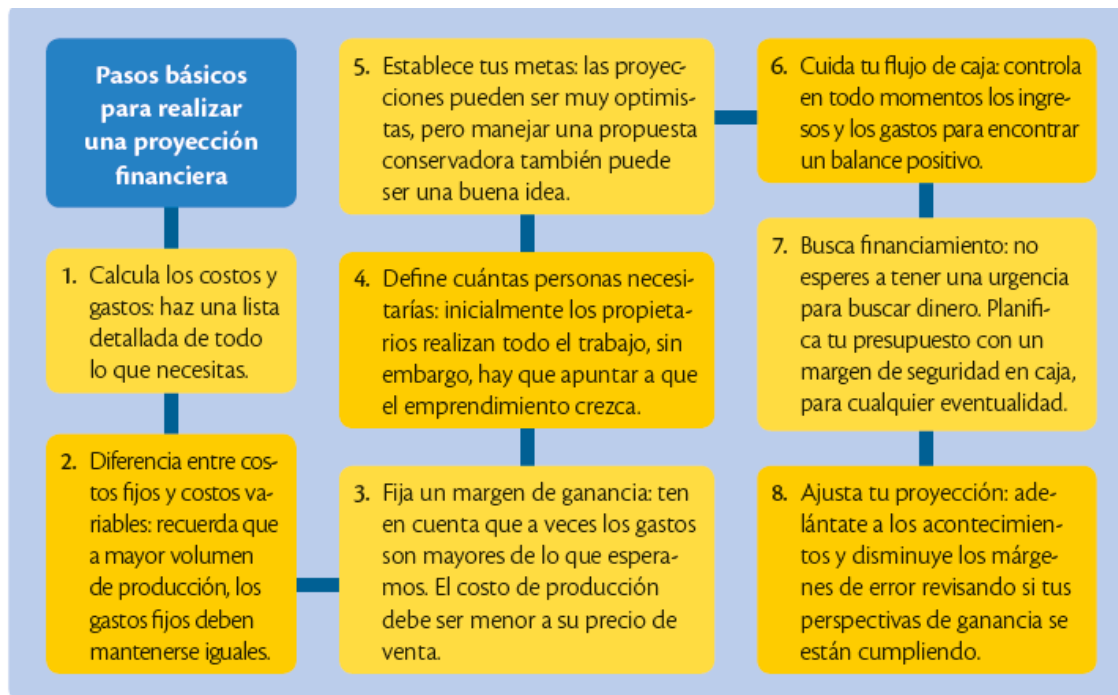 Pasos básicos
para realizar
una proyección
financiera
1. Calcula los costos y
gastos: haz una lista
detallada de todo
lo que necesitas.
2. Diferencia entre cos-
tos fijos y costos va-
riables: recuerda que
a mayor volumen
de producción, los
gastos fijos deben
mantenerse iguales.
3. Fija un margen de ganancia: ten
en cuenta que a veces los gastos
son mayores de lo que espera-
mos. El costo de producción
debe ser menor a su precio de
venta.
4. Define cuántas personas necesi-
tarías: inicialmente los propieta-
rios realizan todo el trabajo, sin
embargo, hay que apuntar a que
el emprendimiento crezca.
5. Establece tus metas: las proyec-
ciones pueden ser muy optimis-
tas, pero manejar una propuesta
conservadora también puede
ser una buena idea.
6. Cuida tu flujo de caja: controla
en todo momentos los ingre-
sos y los gastos para encontrar
un balance positivo.
7. Busca financiamiento: no
esperes a tener una urgencia
para buscar dinero. Planifi-
ca tu presupuesto con un
margen de seguridad en caja,
para cualquier eventualidad.
8. Ajusta tu proyección: ade-
lántate a los acontecimien-
tos y disminuye los márge-
nes de error revisando si tus
perspectivas de ganancia se
están cumpliendo.